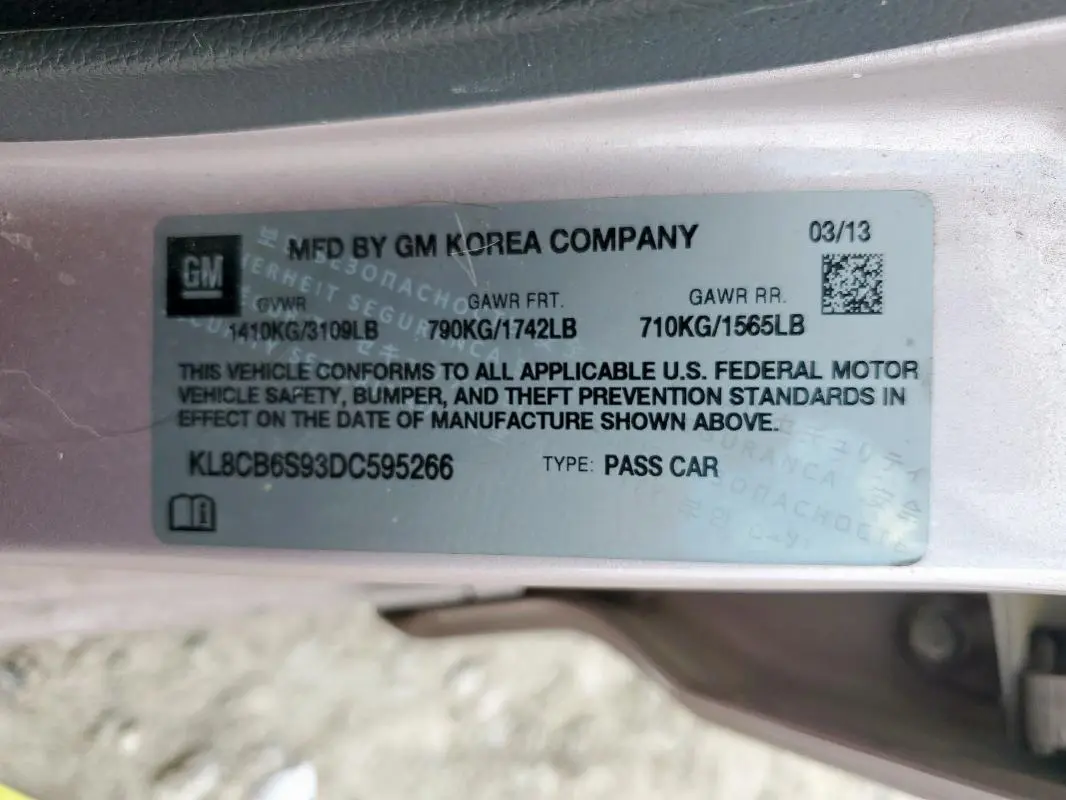 MFD BY GM KOREA COMPANY 03/13
GM
GVWR GAWR FRT. GAWR RR.
1410KG/3109LB 790KG/1742LB 710KG/1565LB
THIS VEHICLE CONFORMS TO ALL APPLICABLE U.S. FEDERAL MOTOR
VEHICLE SAFETY, BUMPER, AND THEFT PREVENTION STANDARDS IN
EFFECT ON THE DATE OF MANUFACTURE SHOWN ABOVE.
KL8CB6S93DC595266 TYPE: PASS CAR